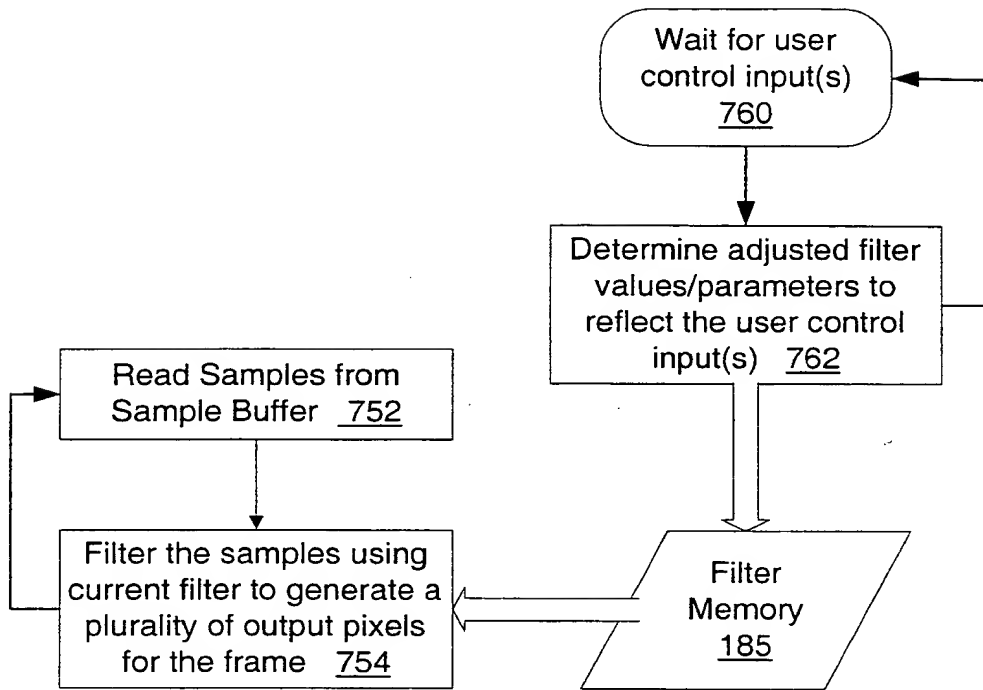 Wait for user
control input(s)
760
Determine adjusted filter
values/parameters to
reflect the user control
input(s) 762
Read Samples from
Sample Buffer 752
Filter the samples using
current filter to generate a
plurality of output pixels
for the frame 754
Filter
Memory
185